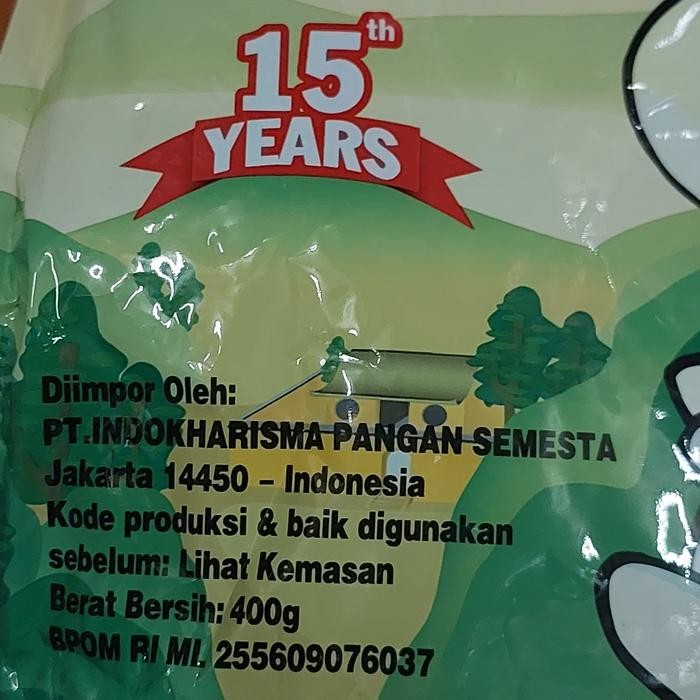 15th
YEARS
Diimpor Oleh:
PT.INDOKHARISMA PANGAN SEMESTA
Jakarta 14450 – Indonesia
Kode produksi & baik digunakan
sebelum: Lihat Kemasan
Berat Bersih: 400g
BPOM RI ML 255609076037